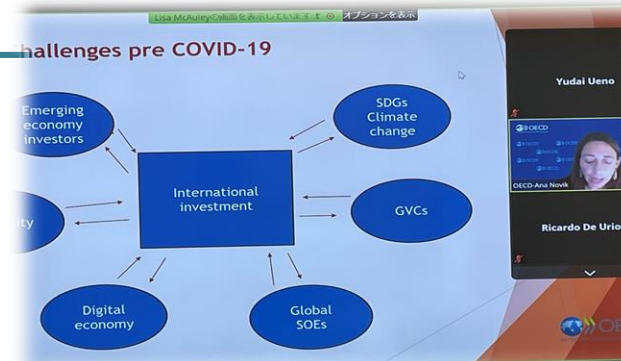 Lisa McAuleyの画面を表示しています オプションを表示
hallenges pre COVID-19
Emerging
economy
investors
SDGs
Climate
change
International
investment
GVCs
ty
Digital
economy
Global
SOEs
Yudai Ueno
OECD
OECD-Ana Novik
Ricardo De Urio
OE